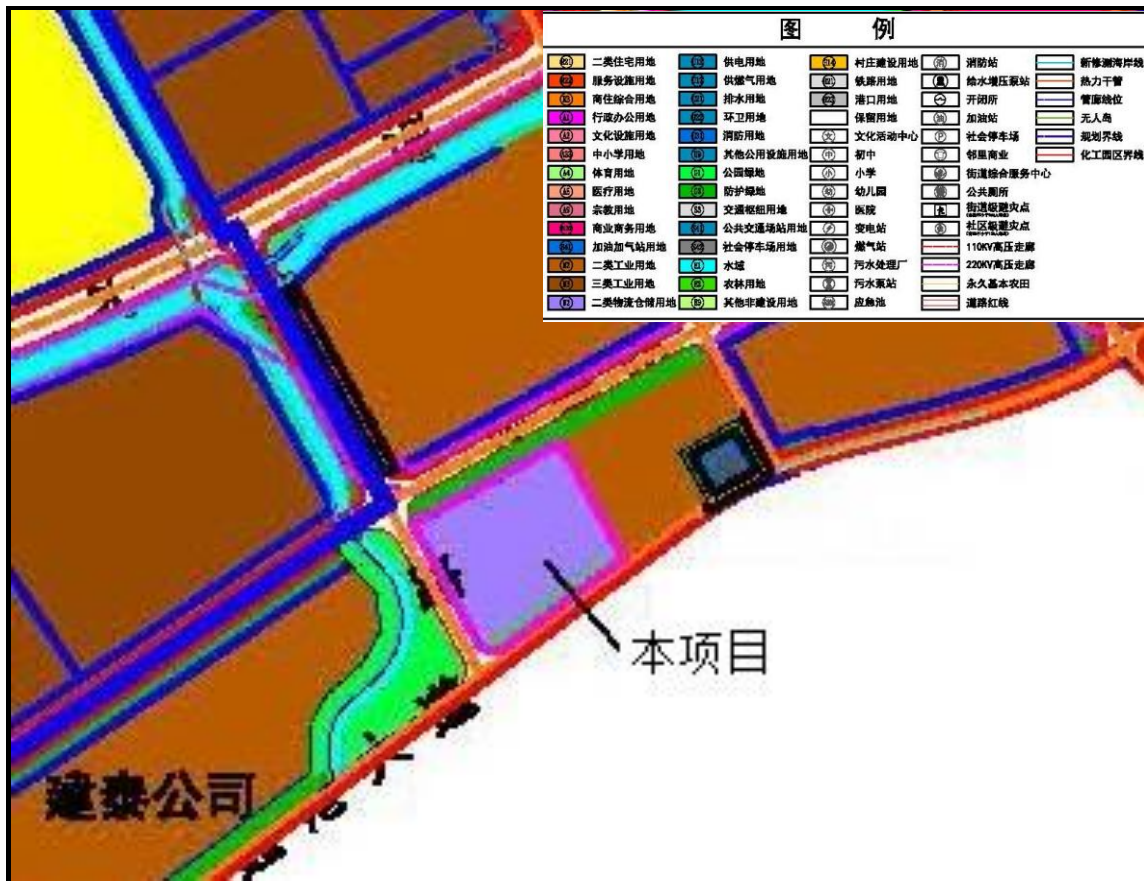 图 例
二类住宅用地 供电用地 村庄建设用地 消防站 新修测海岸线
服务设施用地 供燃气用地 铁路用地 给水增压泵站 热力干管
商住综合用地 排水用地 港口用地 开闭所 管廊线位
行政办公用地 环卫用地 保留用地 加油站 无人岛
文化设施用地 消防用地 文化活动中心 社会停车场 规划界线
中小学用地 其他公用设施用地 初中 邻里商业 化工园区界线
体育用地 公园绿地 小学 街道综合服务中心
医疗用地 防护绿地 幼儿园 公共厕所
宗教用地 交通枢纽用地 医院 街道级避灾点
商业商务用地 公共交通场站用地 变电站 社区级避灾点
加油加气站用地 社会停车场用地 燃气站 110KV高压走廊
二类工业用地 水域 污水处理厂 220KV高压走廊
三类工业用地 农林用地 污水泵站 永久基本农田
二类物流仓储用地 其他非建设用地 应急池 道路红线
本项目
建泰公司